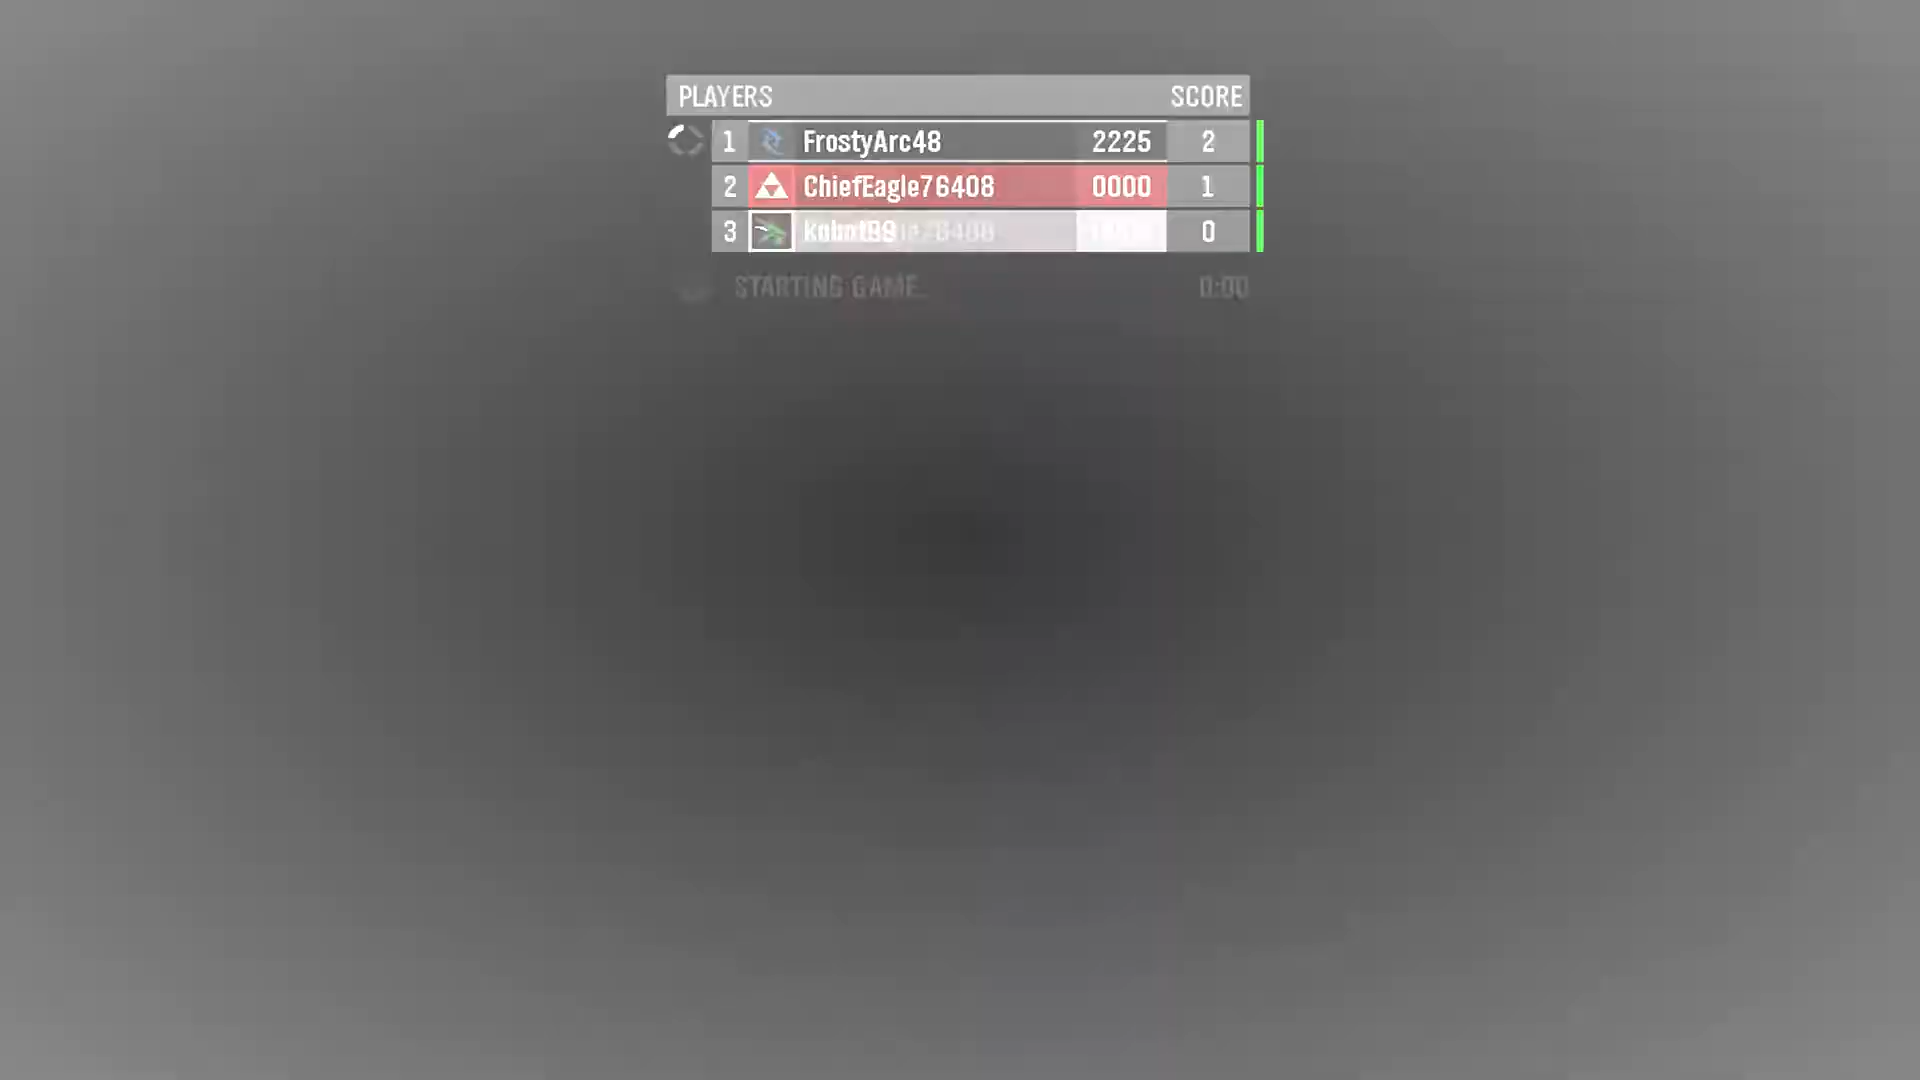 PLAYERS SCORE
1 FrostyArc48 2225 2
2 ChiefEagle76408 0000 1
3 0
STARTING GAME 0:00